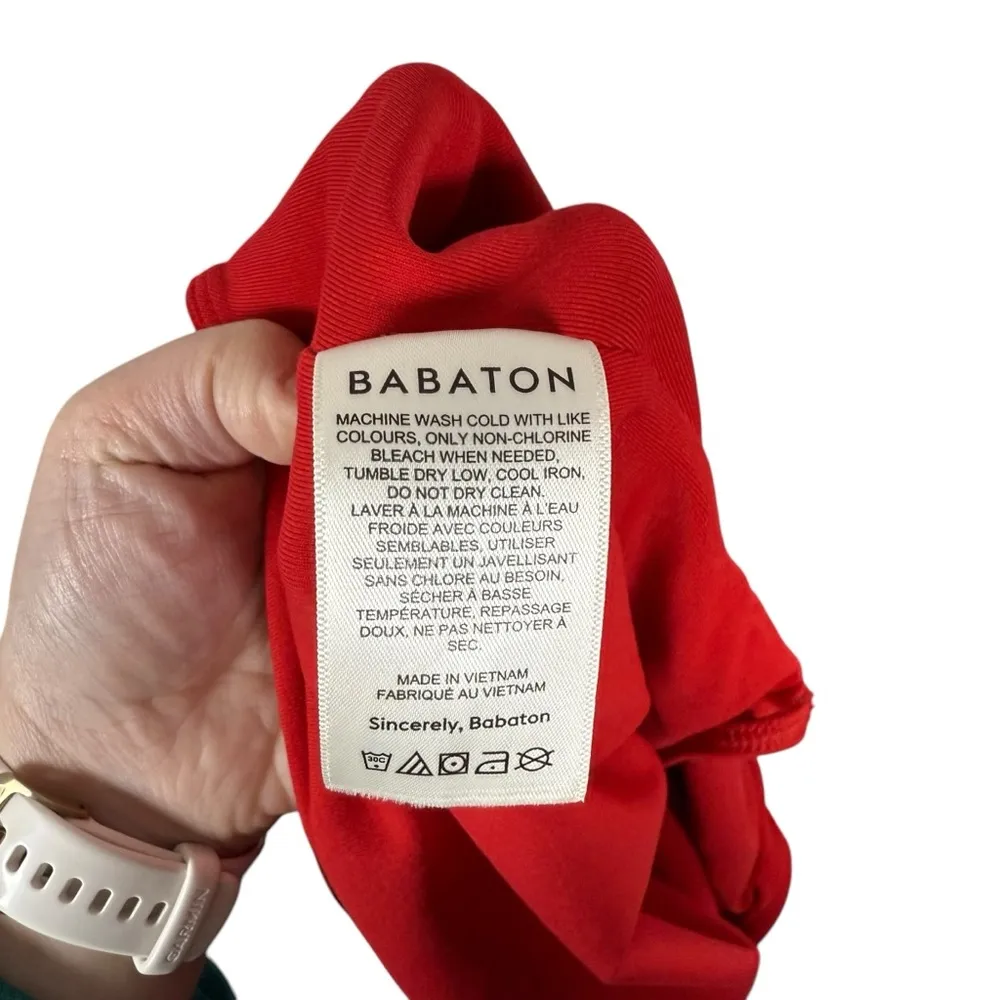 BABATON
MACHINE WASH COLD WITH LIKE
COLOURS, ONLY NON-CHLORINE
BLEACH WHEN NEEDED,
TUMBLE DRY LOW, COOL IRON,
DO NOT DRY CLEAN.
LAVER À LA MACHINE À L'EAU
FROIDE AVEC COULEURS
SEMBLABLES, UTILISER
SEULEMENT UN JAVELLISANT
SANS CHLORE AU BESOIN,
SÉCHER À BASSE
TEMPÉRATURE, REPASSAGE
DOUX, NE PAS NETTOYER À
SEC.
MADE IN VIETNAM
FABRIQUÉ AU VIETNAM
Sincerely, Babaton
30C
GARMIN